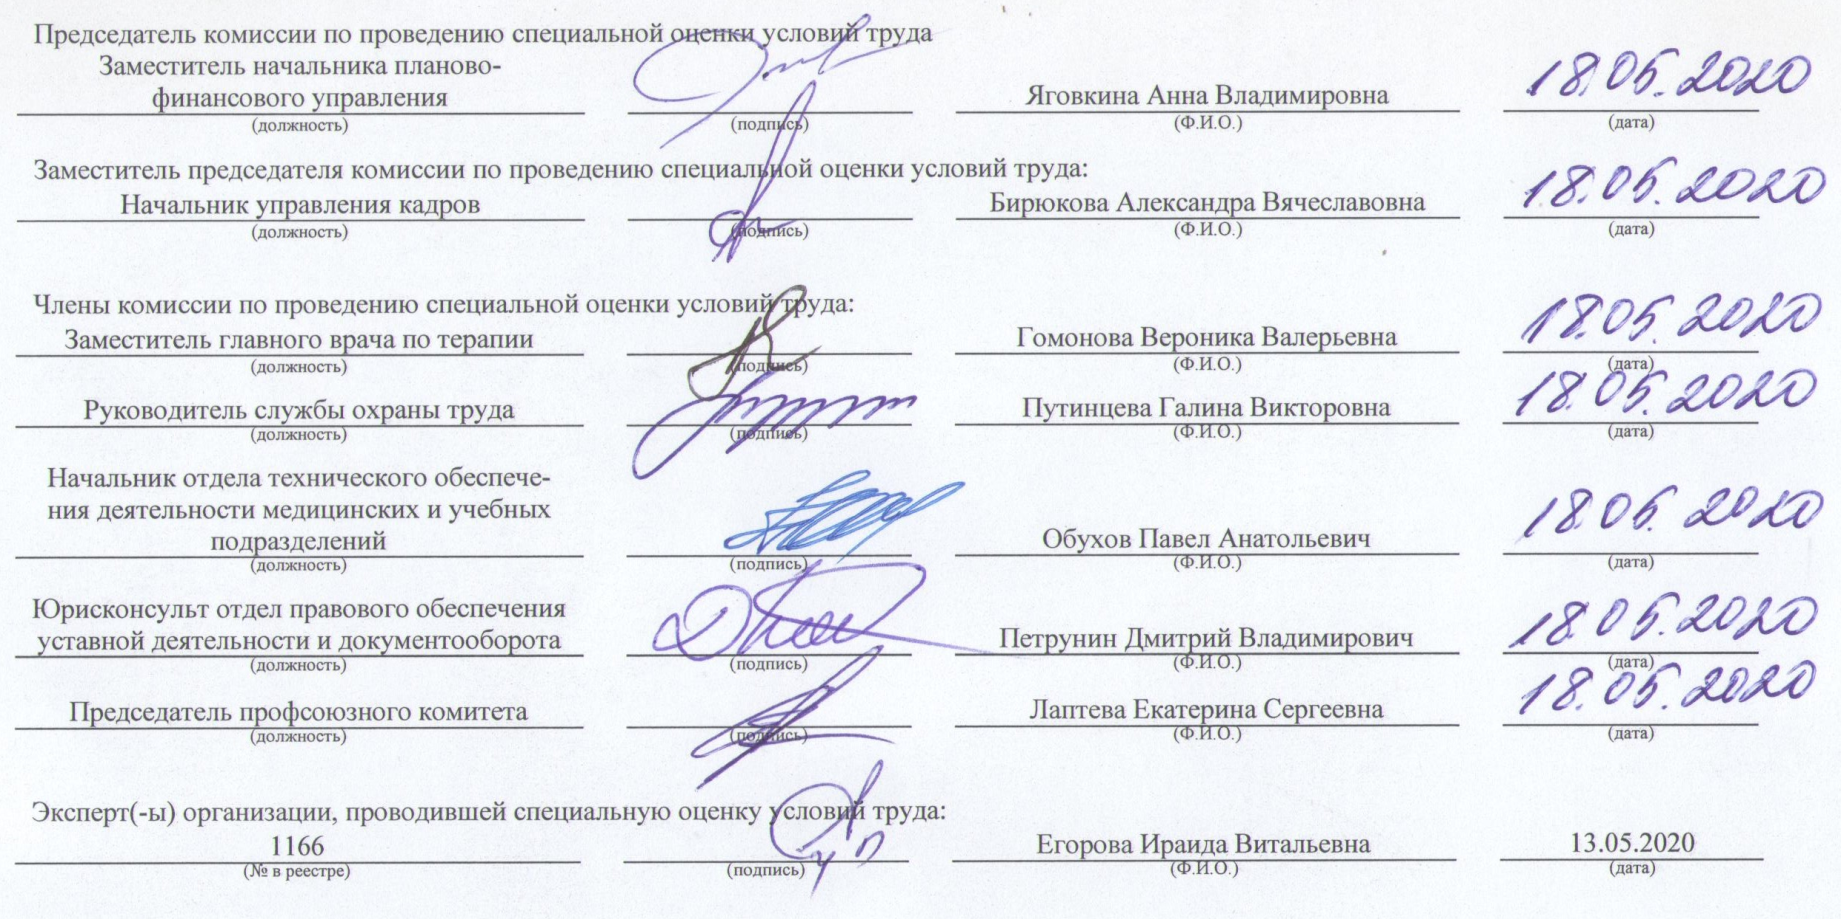 Председатель комиссии по проведению специальной оценки условий труда
Заместитель начальника планово-
финансового управления
Яговкина Анна Владимировна
18.05.2020
(должность)
(подпись)
(Ф.И.О.)
(дата)
Заместитель председателя комиссии по проведению специальной оценки условий труда:
Начальник управления кадров
Бирюкова Александра Вячеславовна
18.05.2020
(должность)
(подпись)
(Ф.И.О.)
(дата)
Члены комиссии по проведению специальной оценки условий труда:
Заместитель главного врача по терапии
Гомонова Вероника Валерьевна
18.05.2020
(должность)
(подпись)
(Ф.И.О.)
(дата)
Руководитель службы охраны труда
Путинцева Галина Викторовна
18.05.2020
(должность)
(подпись)
(Ф.И.О.)
(дата)
Начальник отдела технического обеспече-
ния деятельности медицинских и учебных
подразделений
Обухов Павел Анатольевич
18.05.2020
(должность)
(подпись)
(Ф.И.О.)
(дата)
Юрисконсульт отдел правового обеспечения
уставной деятельности и документооборота
Петрунин Дмитрий Владимирович
18.05.2020
(должность)
(подпись)
(Ф.И.О.)
(дата)
Председатель профсоюзного комитета
Лаптева Екатерина Сергеевна
18.05.2020
(должность)
(подпись)
(Ф.И.О.)
(дата)
Эксперт(-ы) организации, проводившей специальную оценку условий труда:
1166
Егорова Ираида Витальевна
13.05.2020
(№ в реестре)
(подпись)
(Ф.И.О.)
(дата)